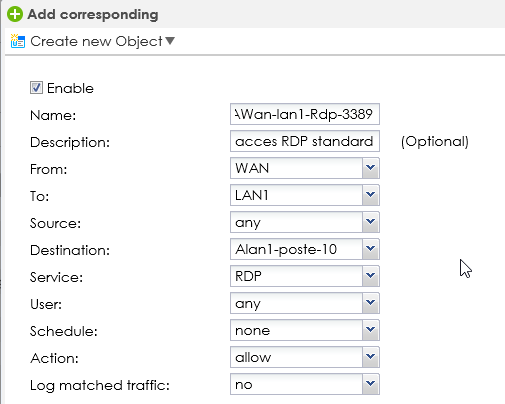 Add corresponding
Create new Object
Enable
Name: Wan-lan1-Rdp-3389
Description: acces RDP standard (Optional)
From: WAN
To: LAN1
Source: any
Destination: Alan1-poste-10
Service: RDP
User: any
Schedule: none
Action: allow
Log matched traffic: no